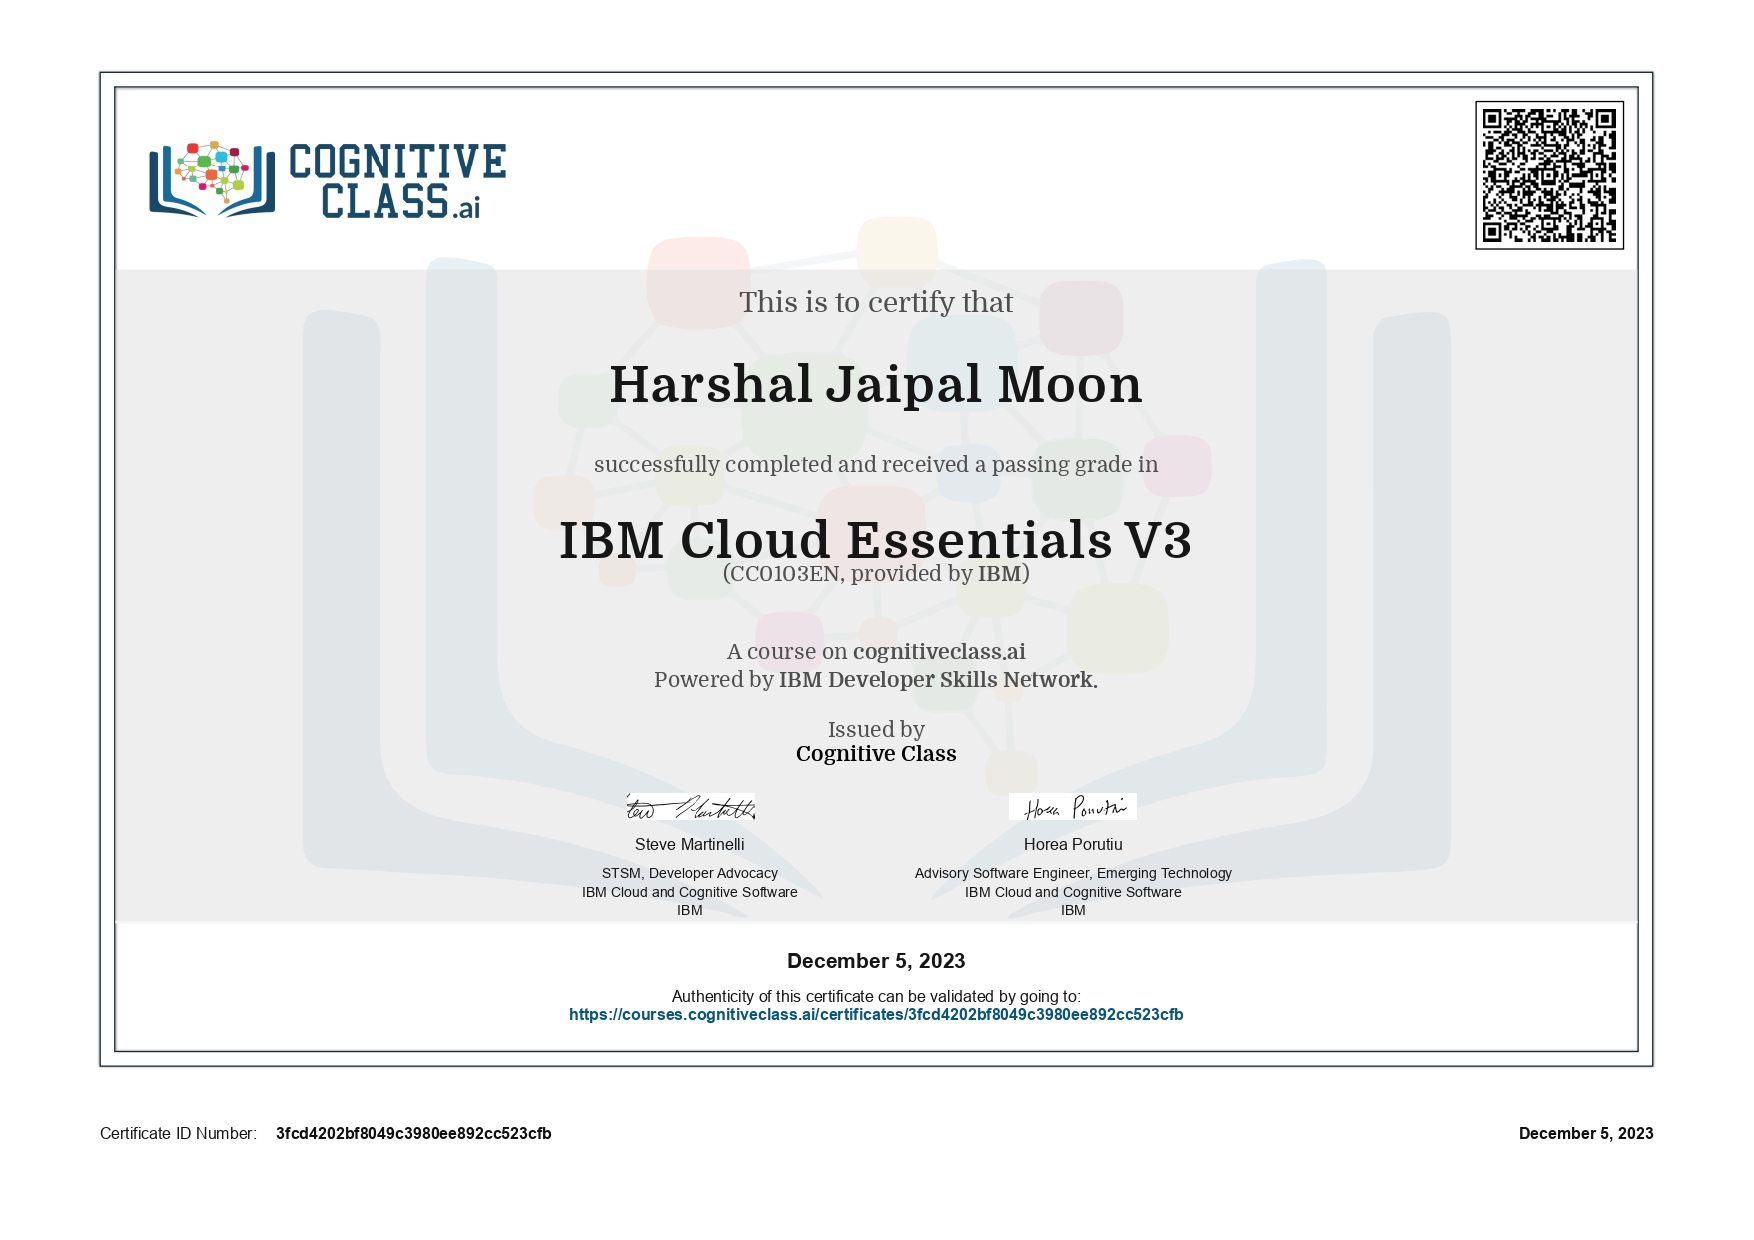 COGNITIVE
CLASS.ai
This is to certify that
Harshal Jaipal Moon
successfully completed and received a passing grade in
IBM Cloud Essentials V3
(CC0103EN, provided by IBM)
A course on cognitiveclass.ai
Powered by IBM Developer Skills Network.
Issued by
Cognitive Class
Steve Martinelli
STSM, Developer Advocacy
IBM Cloud and Cognitive Software
IBM
Horea Porutiu
Horea Porutiu
Advisory Software Engineer, Emerging Technology
IBM Cloud and Cognitive Software
IBM
December 5, 2023
Authenticity of this certificate can be validated by going to:
https://courses.cognitiveclass.ai/certificates/3fcd4202bf8049c3980ee892cc523cfb
Certificate ID Number: 3fcd4202bf8049c3980ee892cc523cfb
December 5, 2023